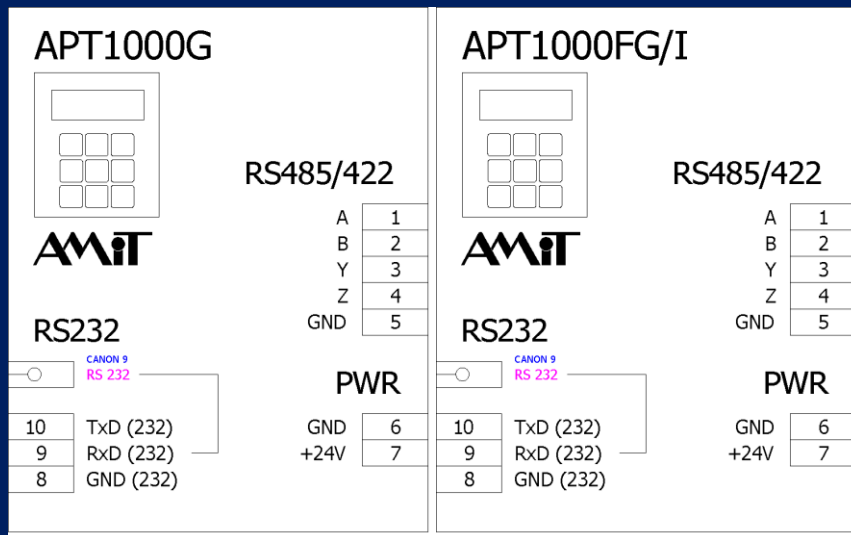 APT1000G
RS485/422
A 1
B 2
Y 3
Z 4
GND 5
AMiT
RS232
CANON 9
RS 232
PWR
10 TxD (232)
9 RxD (232)
8 GND (232)
GND 6
+24V 7
APT1000FG/I
RS485/422
A 1
B 2
Y 3
Z 4
GND 5
AMiT
RS232
CANON 9
RS 232
PWR
10 TxD (232)
9 RxD (232)
8 GND (232)
GND 6
+24V 7